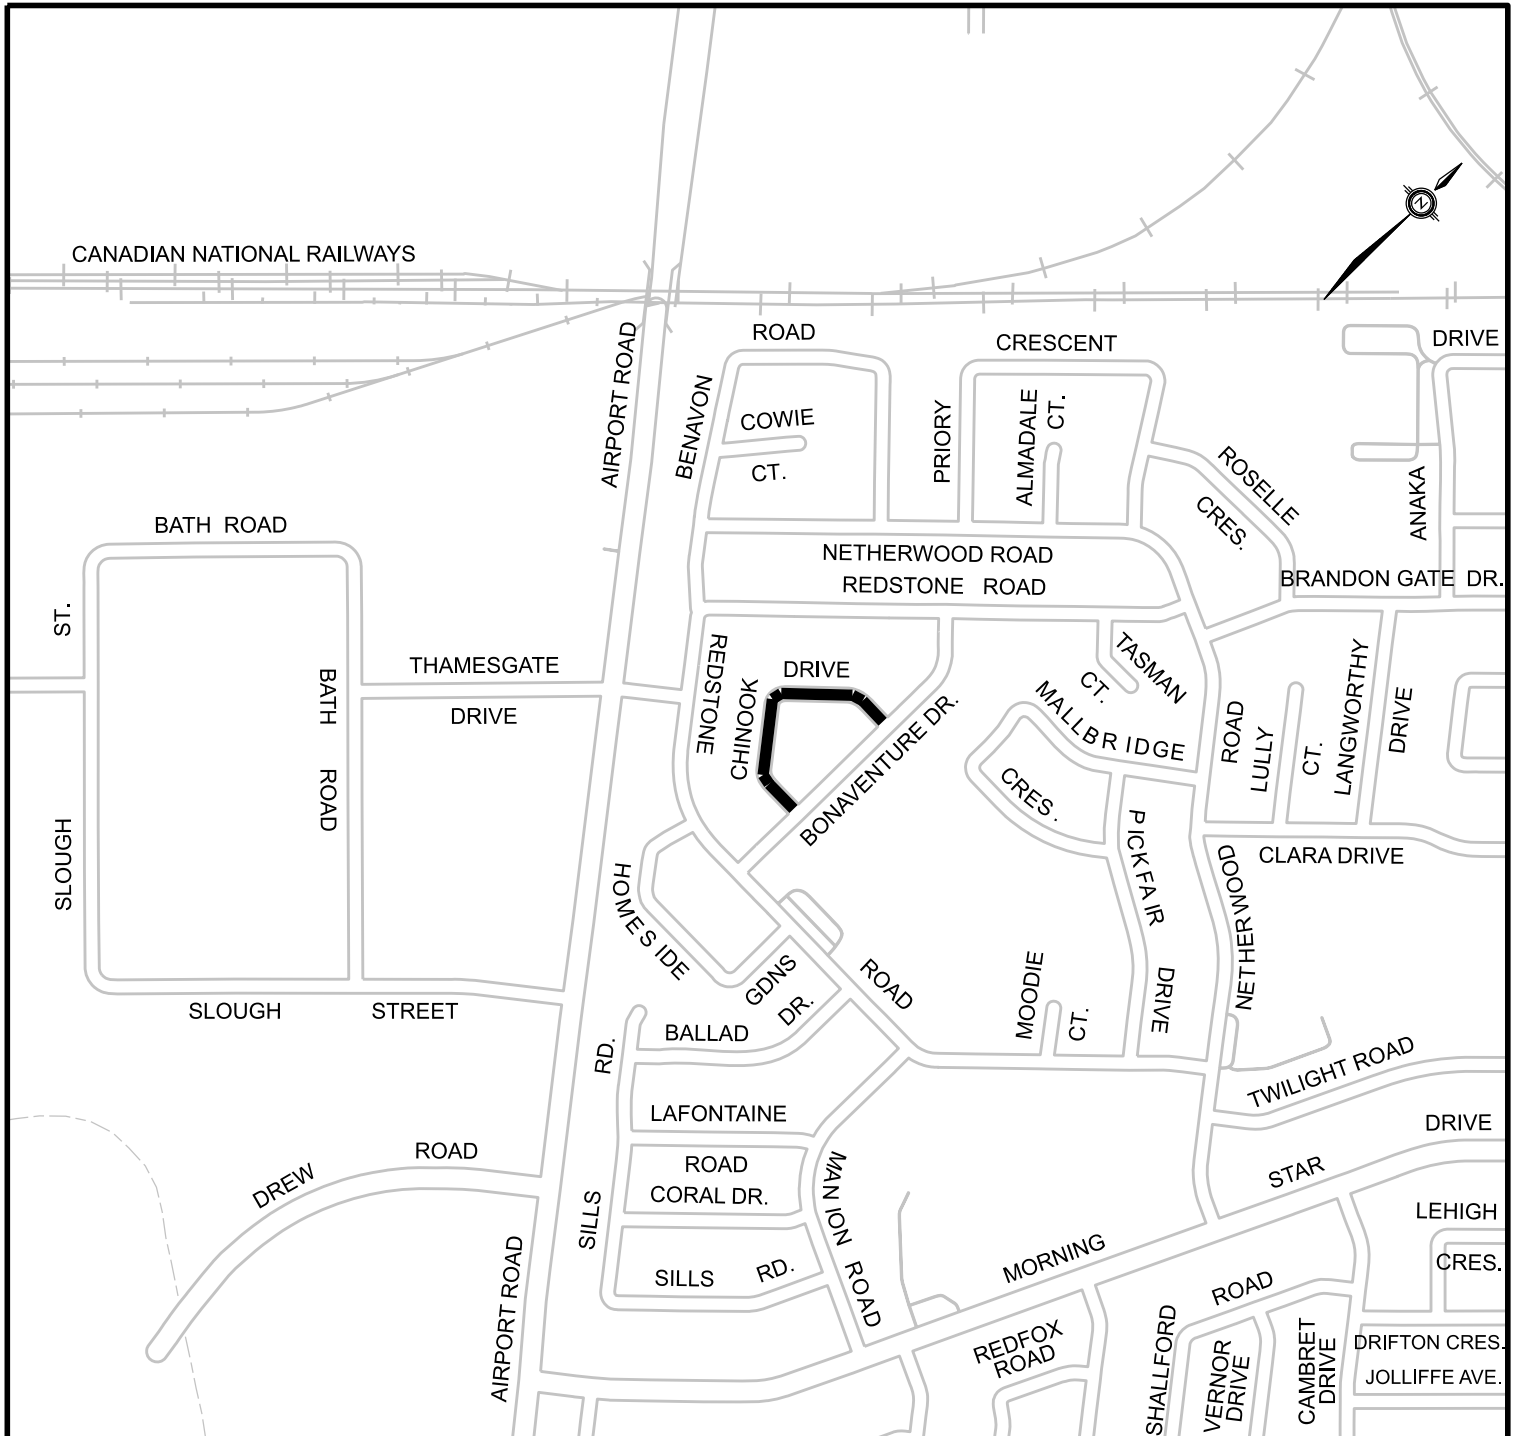 CANADIAN NATIONAL RAILWAYS
N
ROAD
CRESCENT
DRIVE
AIRPORT ROAD
BENAVON
COWIE
CT.
PRIORY
ALMADALE
CT.
ROSELLE
CRES.
ANAKA
BATH ROAD
NETHERWOOD ROAD
REDSTONE ROAD
BRANDON GATE DR.
ST.
SLOUGH
BATH ROAD
THAMESGATE
DRIVE
REDSTONE
CHINOOK
DRIVE
BONAVENTURE DR.
TASMAN
CT.
MALLBRIDGE
CRES.
ROAD
LULLY
CT.
LANGWORTHY
DRIVE
CLARA DRIVE
PICKFAIR
DRIVE
NETHERWOOD
HOMESIDE
GDNS
ROAD
MOODIE
CT.
SLOUGH STREET
BALLAD
DR.
RD.
SILLS
LAFONTAINE
ROAD
CORAL DR.
SILLS RD.
MANION ROAD
TWILIGHT ROAD
DREW
ROAD
AIRPORT ROAD
MORNING
STAR
DRIVE
LEHIGH
CRES.
REDFOX
ROAD
SHALLFORD
ROAD
VERNOR
DRIVE
CAMBRET
DRIVE
DRIFTON CRES.
JOLLIFFE AVE.